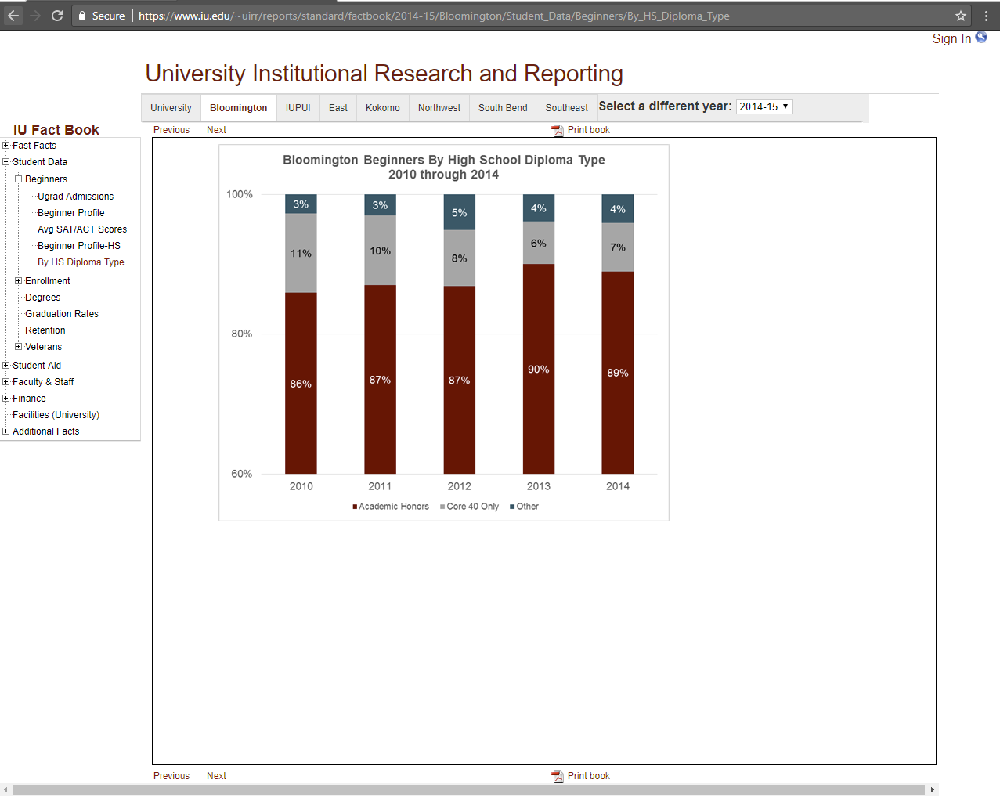 Secure https://www.iu.edu/~uirr/reports/standard/factbook/2014-15/Bloomington/Student_Data/Beginners/By_HS_Diploma_Type
Sign In
University Institutional Research and Reporting
University Bloomington IUPUI East Kokomo Northwest South Bend Southeast Select a different year: 2014-15
IU Fact Book
Previous Next Print book
Fast Facts
Student Data
Beginners
Ugrad Admissions
Beginner Profile
Avg SAT/ACT Scores
Beginner Profile-HS
By HS Diploma Type
Enrollment
Degrees
Graduation Rates
Retention
Veterans
Student Aid
Faculty & Staff
Finance
Facilities (University)
Additional Facts
Bloomington Beginners By High School Diploma Type
2010 through 2014
100%
3% 3% 5% 4% 4%
11% 10% 8% 6% 7%
80%
86% 87% 87% 90% 89%
60%
2010 2011 2012 2013 2014
Academic Honors Core 40 Only Other
Previous Next Print book